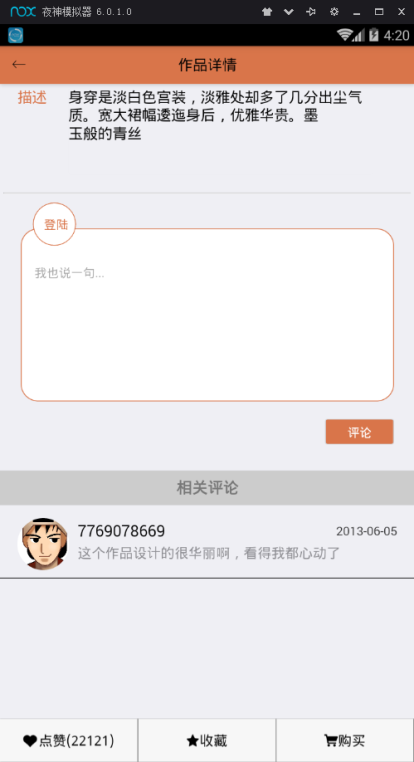 nox 夜神模拟器 6.0.1.0
4:20
作品详情
描述 身穿是淡白色宫装，淡雅处却多了几分出尘气
质。宽大裙幅逶迤身后，优雅华贵。墨
玉般的青丝
登陆
我也说一句...
评论
相关评论
7769078669 2013-06-05
这个作品设计的很华丽啊，看得我都心动了
点赞(22121) 收藏 购买